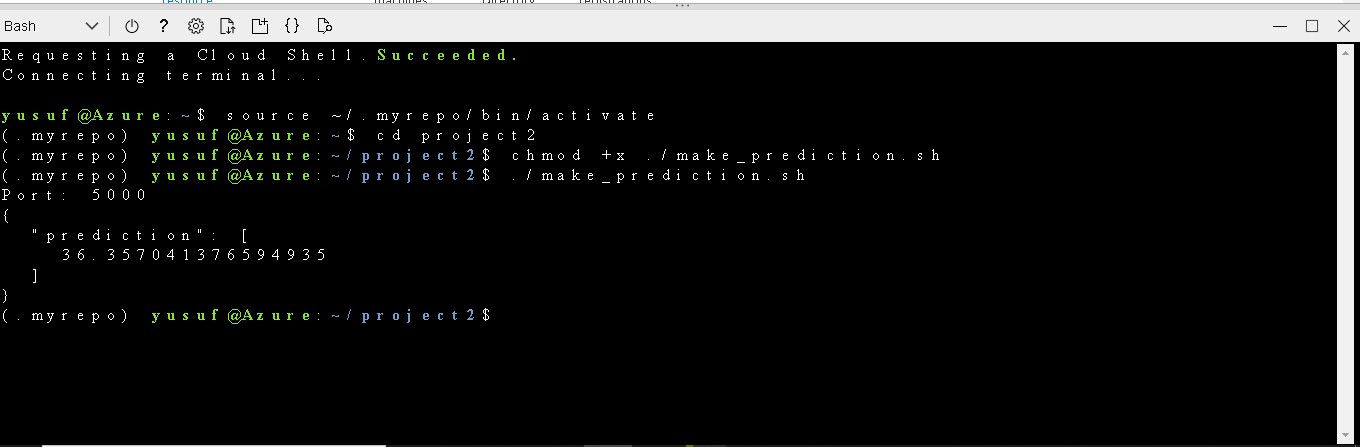 Bash
Requesting a Cloud Shell. Succeeded.
Connecting terminal...
yusuf@Azure:~$ source ~/.myrepo/bin/activate
(.myrepo) yusuf@Azure:~$ cd project2
(.myrepo) yusuf@Azure:~/project2$ chmod +x ./make_prediction.sh
(.myrepo) yusuf@Azure:~/project2$ ./make_prediction.sh
Port: 5000
{
"prediction": [
36.357041376594935
]
}
(.myrepo) yusuf@Azure:~/project2$